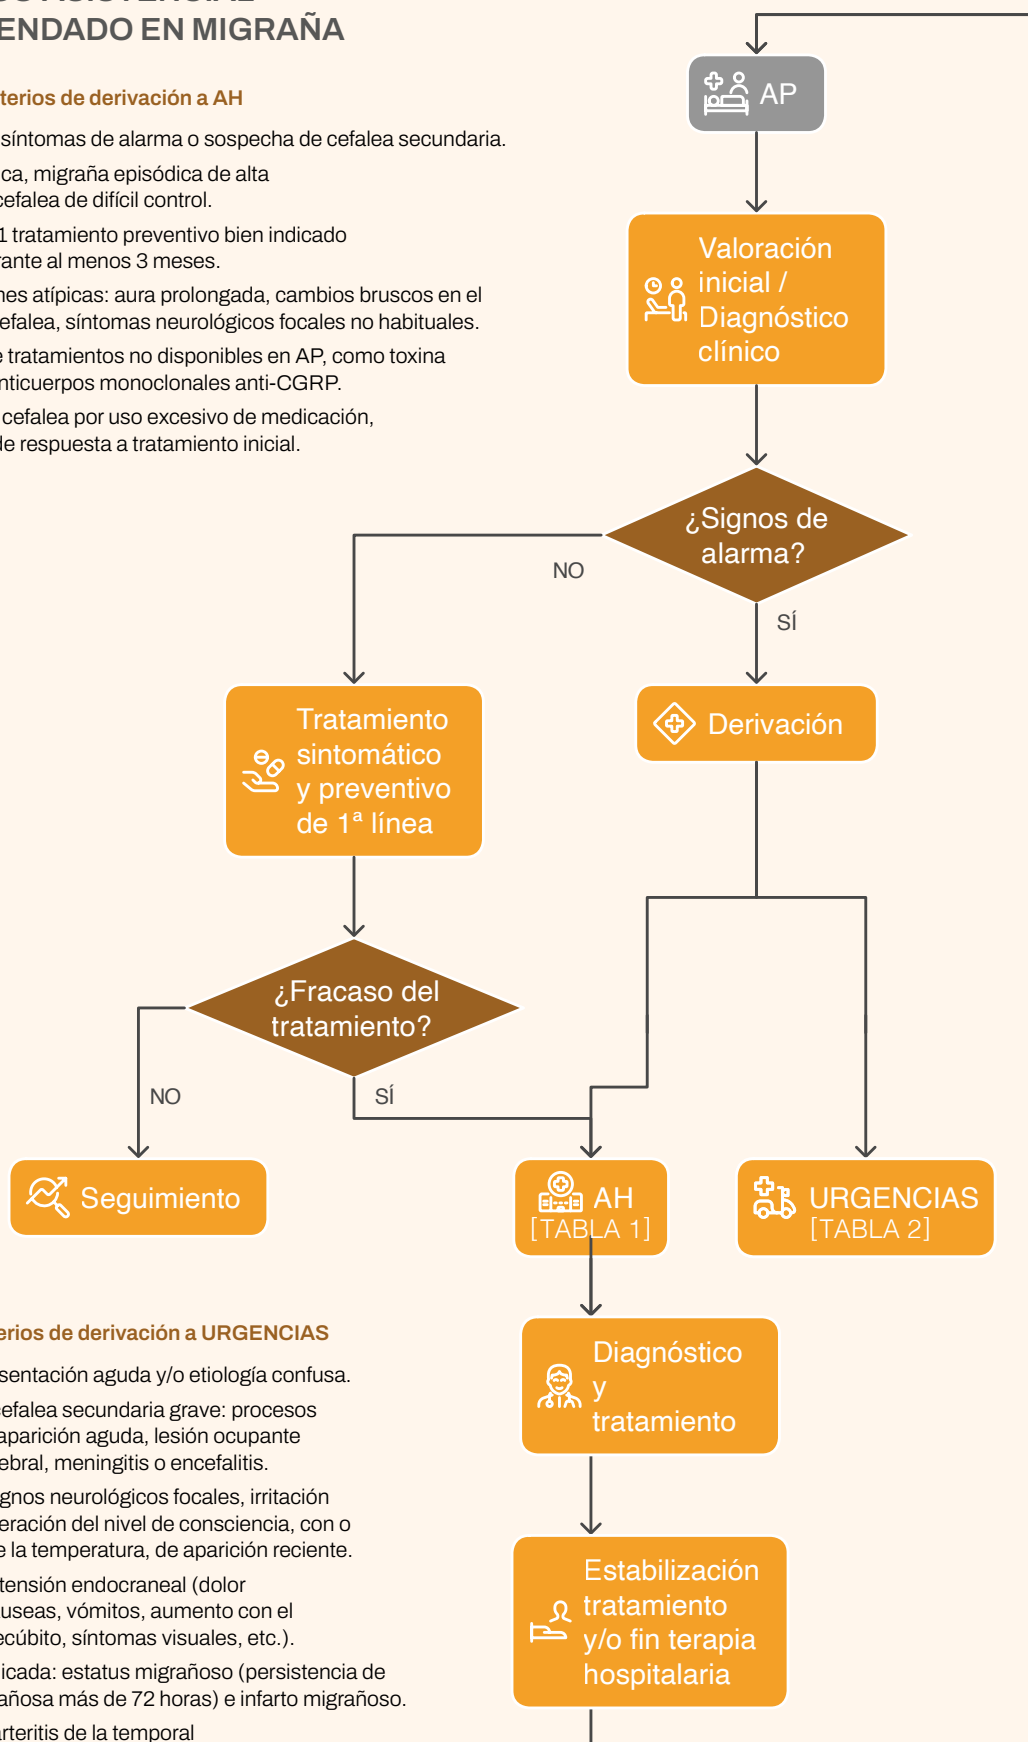 ENDADO EN MIGRAÑA
terios de derivación a AH
síntomas de alarma o sospecha de cefalea secundaria.
ca, migraña episódica de alta
cefalea de difícil control.
1 tratamiento preventivo bien indicado
rante al menos 3 meses.
nes atípicas: aura prolongada, cambios bruscos en el
efalea, síntomas neurológicos focales no habituales.
e tratamientos no disponibles en AP, como toxina
nticuerpos monoclonales anti-CGRP.
cefalea por uso excesivo de medicación,
de respuesta a tratamiento inicial.
AP
Valoración
inicial /
Diagnóstico
clínico
¿Signos de
alarma?
NO
SÍ
Tratamiento
sintomático
y preventivo
de 1ª línea
Derivación
¿Fracaso del
tratamiento?
NO
SÍ
Seguimiento
AH
[TABLA 1]
URGENCIAS
[TABLA 2]
erios de derivación a URGENCIAS
sentación aguda y/o etiología confusa.
cefalea secundaria grave: procesos
aparición aguda, lesión ocupante
ebral, meningitis o encefalitis.
gnos neurológicos focales, irritación
eración del nivel de consciencia, con o
e la temperatura, de aparición reciente.
tensión endocraneal (dolor
auseas, vómitos, aumento con el
ecúbito, síntomas visuales, etc.).
licada: estatus migrañoso (persistencia de
añosa más de 72 horas) e infarto migrañoso.
arteritis de la temporal
Diagnóstico
y
tratamiento
Estabilización
tratamiento
y/o fin terapia
hospitalaria